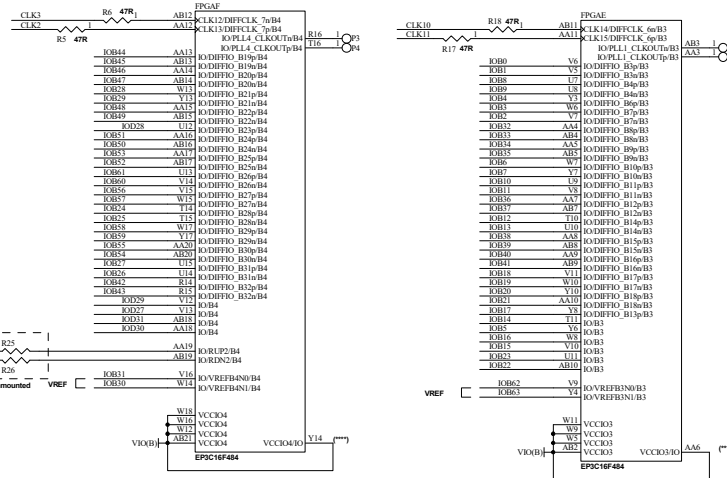 FPGAF
CLK3 R6 47R 1 AB12 CLK12/DIFFCLK_7n/B4
CLK2 1 AA12 CLK13/DIFFCLK_7p/B4
R5 47R
IO/PLL4_CLKOUTn/B4 R16 1 P3
IO/PLL4_CLKOUTp/B4 T16 1 P4
IOB44 AA13 IO/DIFFIO_B19p/B4
IOB45 AB13 IO/DIFFIO_B19n/B4
IOB46 AA14 IO/DIFFIO_B20p/B4
IOB47 AB14 IO/DIFFIO_B20n/B4
IOB28 W13 IO/DIFFIO_B21p/B4
IOB29 Y13 IO/DIFFIO_B21n/B4
IOB48 AA15 IO/DIFFIO_B22p/B4
IOB49 AB15 IO/DIFFIO_B22n/B4
IOD28 U12 IO/DIFFIO_B23p/B4
IOB51 AA16 IO/DIFFIO_B24p/B4
IOB50 AB16 IO/DIFFIO_B24n/B4
IOB53 AA17 IO/DIFFIO_B25p/B4
IOB52 AB17 IO/DIFFIO_B25n/B4
IOB61 U13 IO/DIFFIO_B26p/B4
IOB60 V14 IO/DIFFIO_B26n/B4
IOB56 V15 IO/DIFFIO_B27p/B4
IOB57 W15 IO/DIFFIO_B27n/B4
IOB24 T14 IO/DIFFIO_B28p/B4
IOB25 T15 IO/DIFFIO_B28n/B4
IOB58 W17 IO/DIFFIO_B29p/B4
IOB59 Y17 IO/DIFFIO_B29n/B4
IOB55 AA20 IO/DIFFIO_B30p/B4
IOB54 AB20 IO/DIFFIO_B30n/B4
IOB27 U15 IO/DIFFIO_B31p/B4
IOB26 U14 IO/DIFFIO_B31n/B4
IOB42 R14 IO/DIFFIO_B32p/B4
IOB43 R15 IO/DIFFIO_B32n/B4
IOD29 V12 IO/B4
IOD27 V13 IO/B4
IOD31 AB18 IO/B4
IOD30 AA18 IO/B4
R25
AA19 IO/RUP2/B4
AB19 IO/RDN2/B4
R26
mounted
VREF
IOB31 V16 IO/VREFB4N0/B4
IOB30 W14 IO/VREFB4N1/B4
W18 VCCIO4
W16 VCCIO4
W12 VCCIO4
VIO(B) AB21 VCCIO4 VCCIO4/IO Y14 (****)
EP3C16F484
FPGAE
CLK10 R18 47R 1 AB11 CLK14/DIFFCLK_6n/B3
CLK11 1 AA11 CLK15/DIFFCLK_6p/B3
R17 47R
IO/PLL1_CLKOUTn/B3 AB3 1
IO/PLL1_CLKOUTp/B3 AA3 1
IOB0 V6 IO/DIFFIO_B3p/B3
IOB1 V5 IO/DIFFIO_B3n/B3
IOB8 U7 IO/DIFFIO_B4p/B3
IOB9 U8 IO/DIFFIO_B4n/B3
IOB4 Y3 IO/DIFFIO_B6p/B3
IOB3 W6 IO/DIFFIO_B7p/B3
IOB2 V7 IO/DIFFIO_B7n/B3
IOB32 AA4 IO/DIFFIO_B8p/B3
IOB33 AB4 IO/DIFFIO_B8n/B3
IOB34 AA5 IO/DIFFIO_B9p/B3
IOB35 AB5 IO/DIFFIO_B9n/B3
IOB6 W7 IO/DIFFIO_B10p/B3
IOB7 Y7 IO/DIFFIO_B10n/B3
IOB10 U9 IO/DIFFIO_B11p/B3
IOB11 V8 IO/DIFFIO_B11n/B3
IOB36 AA7 IO/DIFFIO_B12p/B3
IOB37 AB7 IO/DIFFIO_B12n/B3
IOB12 T10 IO/DIFFIO_B14p/B3
IOB13 U10 IO/DIFFIO_B14n/B3
IOB38 AA8 IO/DIFFIO_B15p/B3
IOB39 AB8 IO/DIFFIO_B15n/B3
IOB40 AA9 IO/DIFFIO_B16p/B3
IOB41 AB9 IO/DIFFIO_B16n/B3
IOB18 V11 IO/DIFFIO_B17p/B3
IOB19 W10 IO/DIFFIO_B17n/B3
IOB20 Y10 IO/DIFFIO_B18p/B3
IOB21 AA10 IO/DIFFIO_B18n/B3
IOB17 Y8 IO/DIFFIO_B13p/B3
IOB14 T11 IO/B3
IOB5 Y6 IO/B3
IOB16 W8 IO/B3
IOB15 V10 IO/B3
IOB23 U11 IO/B3
IOB22 AB10 IO/B3
VREF
IOB62 V9 IO/VREFB3N0/B3
IOB63 Y4 IO/VREFB3N1/B3
W11 VCCIO3
W9 VCCIO3
W5 VCCIO3
VIO(B) AB2 VCCIO3 VCCIO3/IO AA6 (**
EP3C16F484